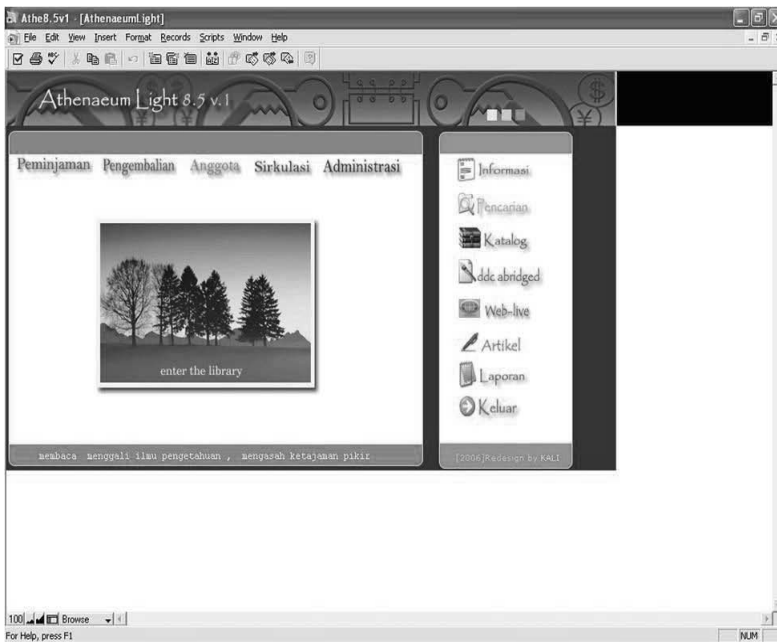 Athe8,5v1 - [AthenaeumLight]
File Edit View Insert Format Records Scripts Window Help
Athenaeum Light 8.5 v.1
Peminjaman Pengembalian Anggota Sirkulasi Administrasi
enter the library
membaca menggali ilmu pengetahuan , mengasah ketajaman pikir
Informasi
Pencarian
Katalog
ddc abridged
Web-live
Artikel
Laporan
Keluar
[2006]Redesign by KALI
100 Browse
For Help, press F1
NUM